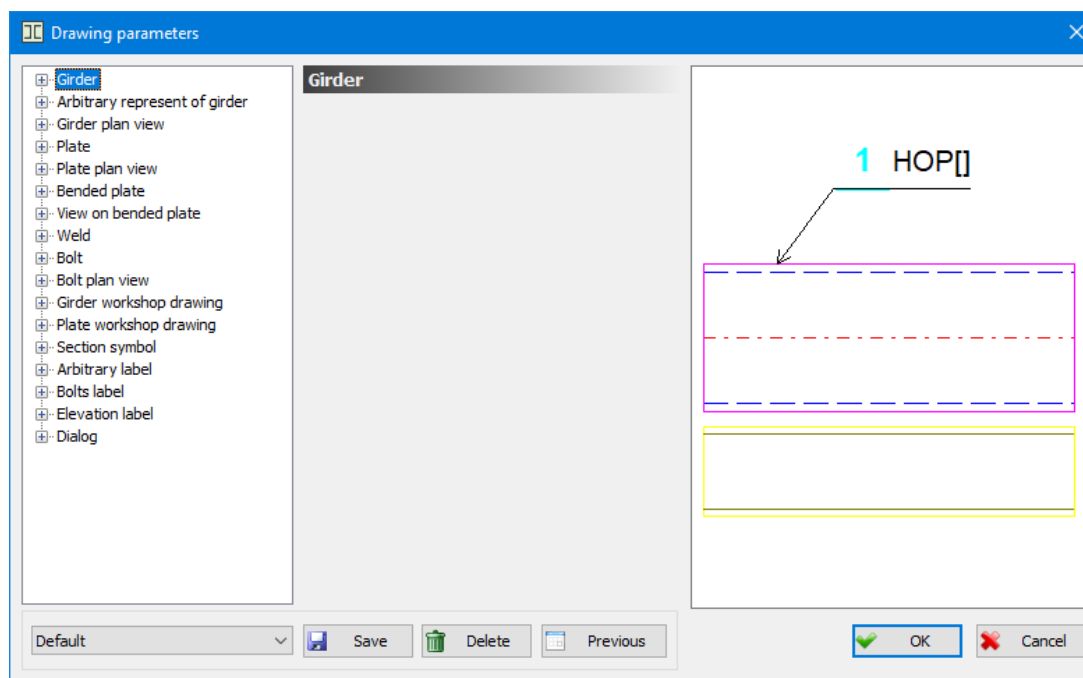 Drawing parameters
Girder
Arbitrary represent of girder
Girder plan view
Plate
Plate plan view
Bended plate
View on bended plate
Weld
Bolt
Bolt plan view
Girder workshop drawing
Plate workshop drawing
Section symbol
Arbitrary label
Bolts label
Elevation label
Dialog
Girder
1 HOP[]
Default
Save
Delete
Previous
OK
Cancel